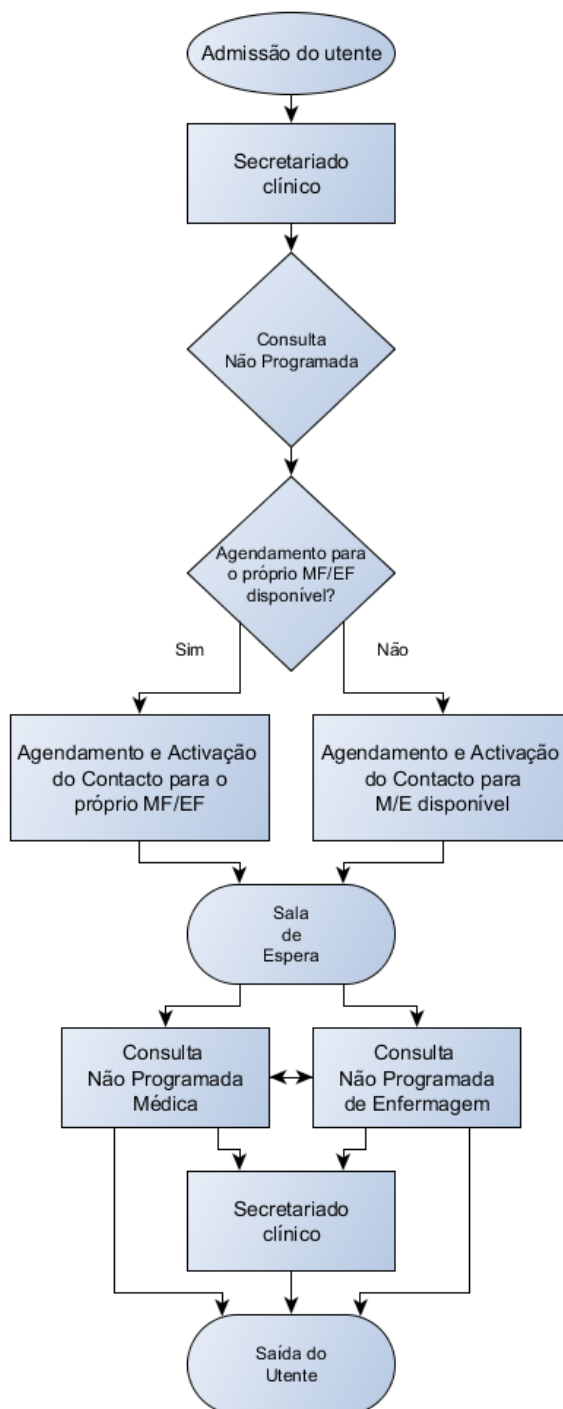 Admissão do utente
Secretariado
clínico
Consulta
Não Programada
Agendamento para
o próprio MF/EF
disponível?
Sim
Não
Agendamento e Activação
do Contacto para o
próprio MF/EF
Agendamento e Activação
do Contacto para
M/E disponível
Sala
de
Espera
Consulta
Não Programada
Médica
Consulta
Não Programada
de Enfermagem
Secretariado
clínico
Saída do
Utente